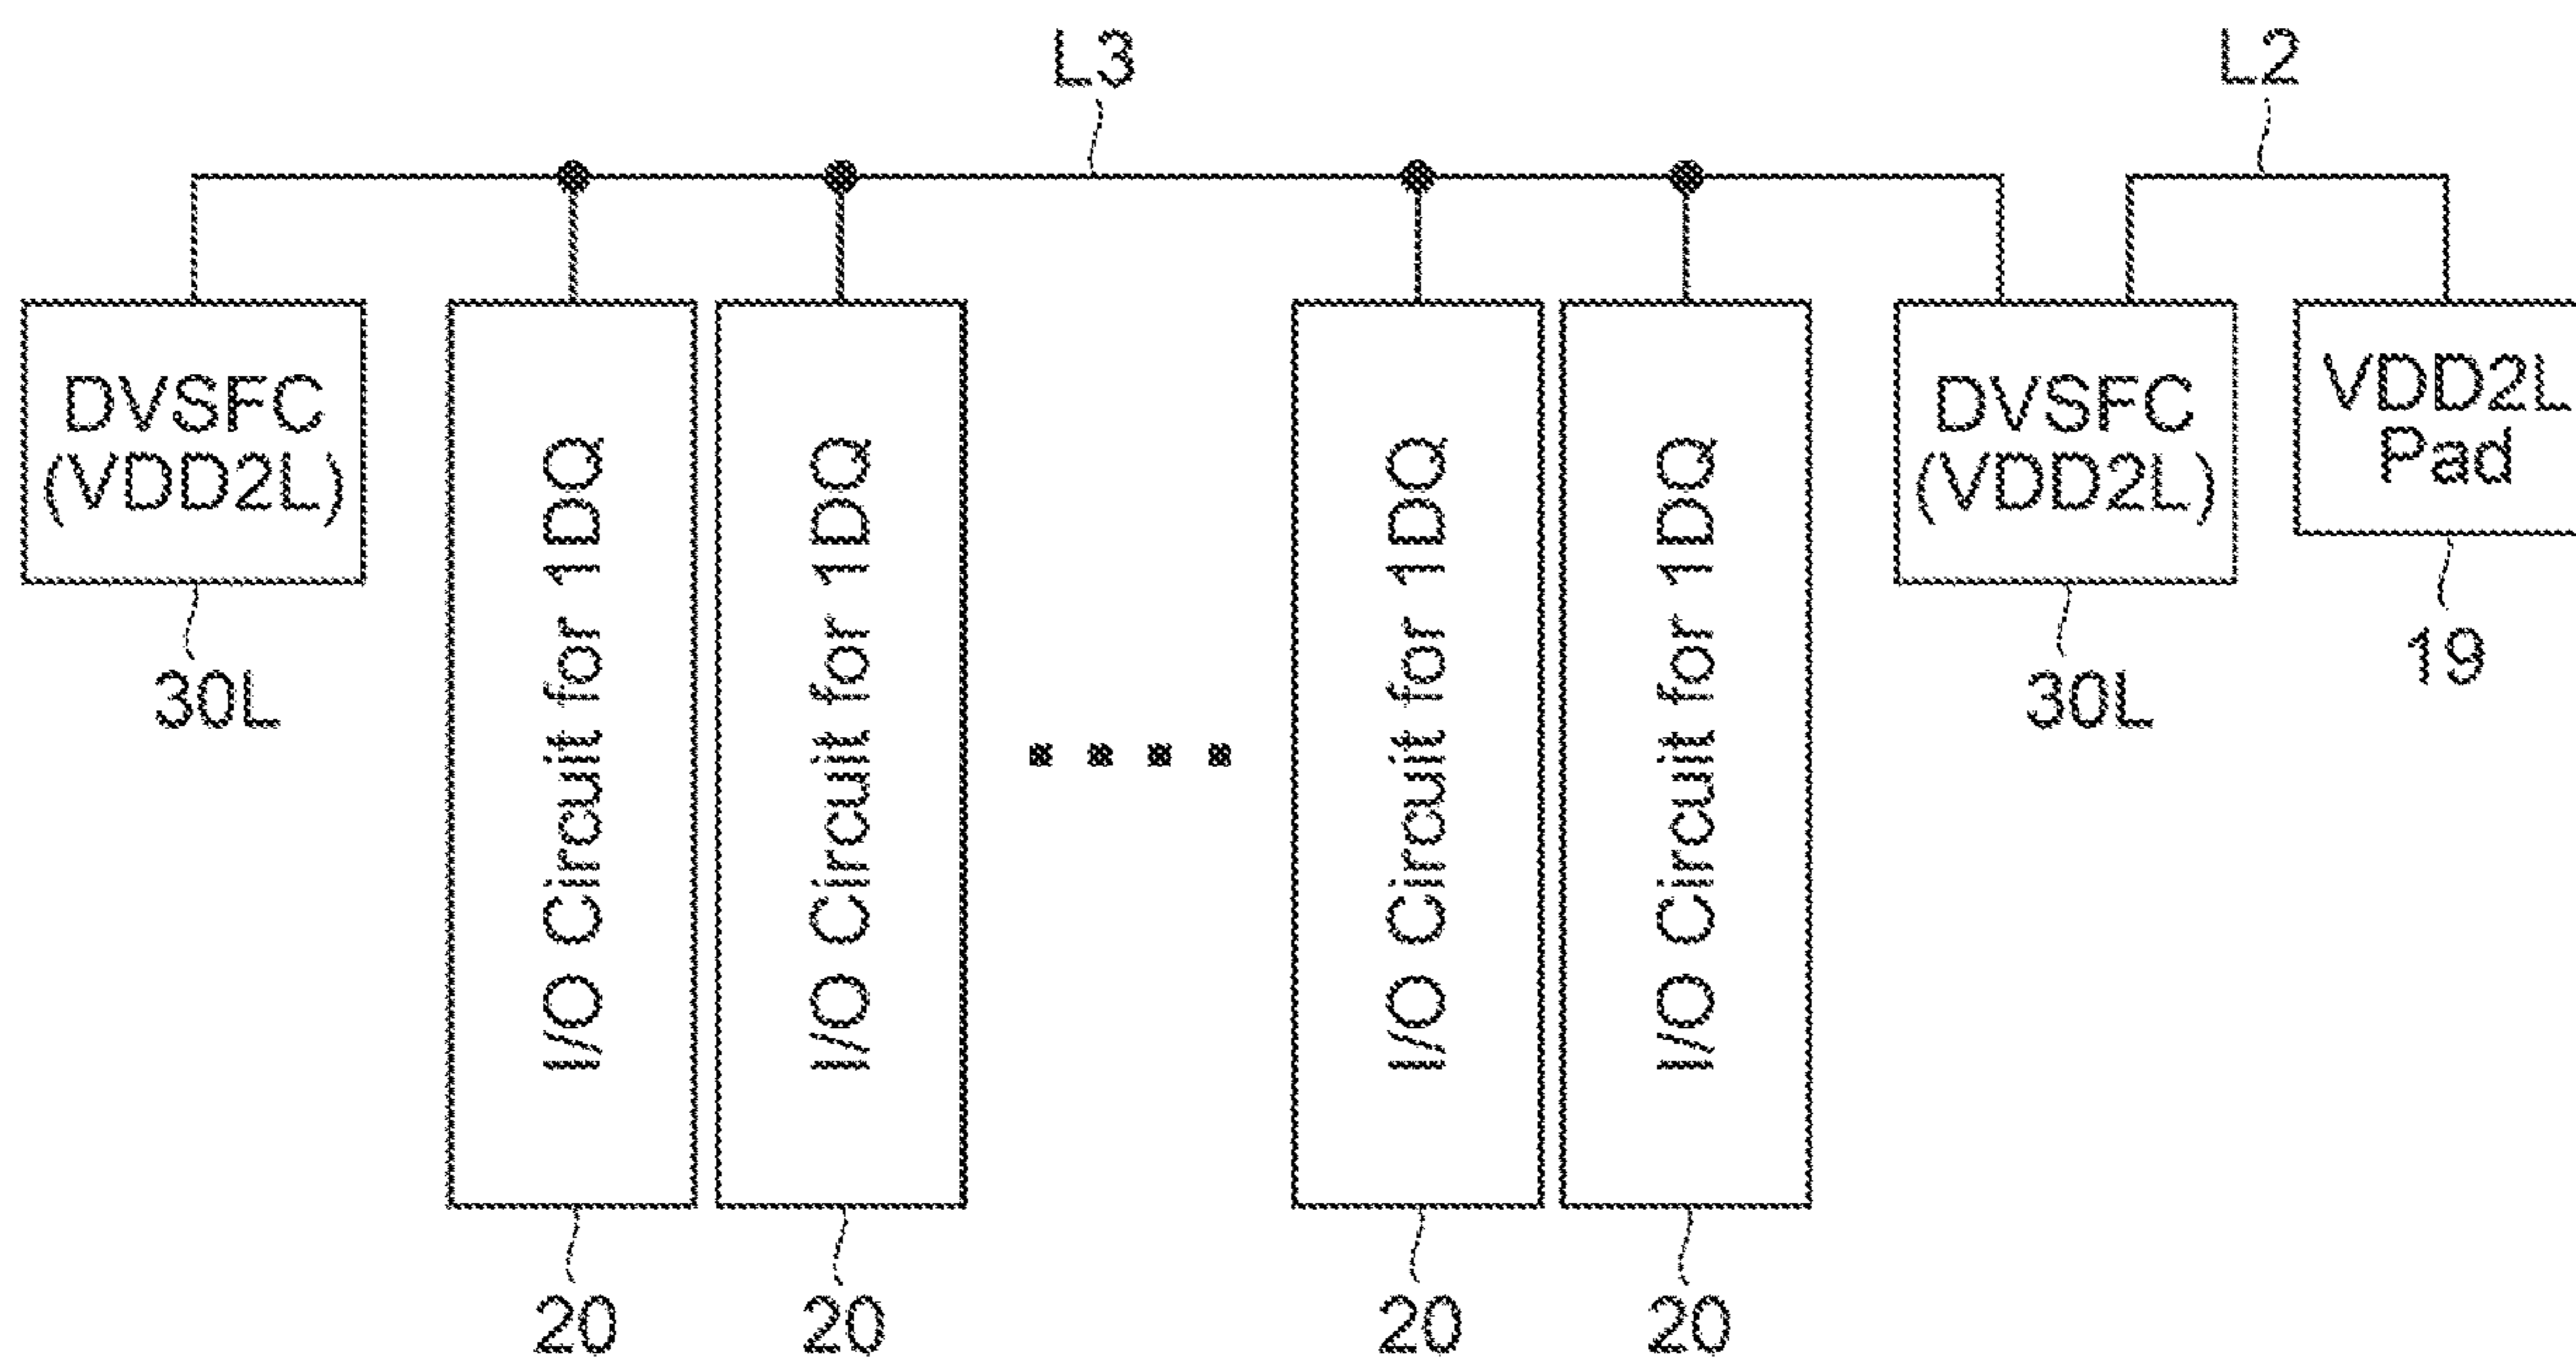 L3
L2
DVSFC
(VDD2L)
I/O Circuit for 1DQ
I/O Circuit for 1DQ
I/O Circuit for 1DQ
I/O Circuit for 1DQ
DVSFC
(VDD2L)
VDD2L
Pad
30L
30L
19
20
20
20
20